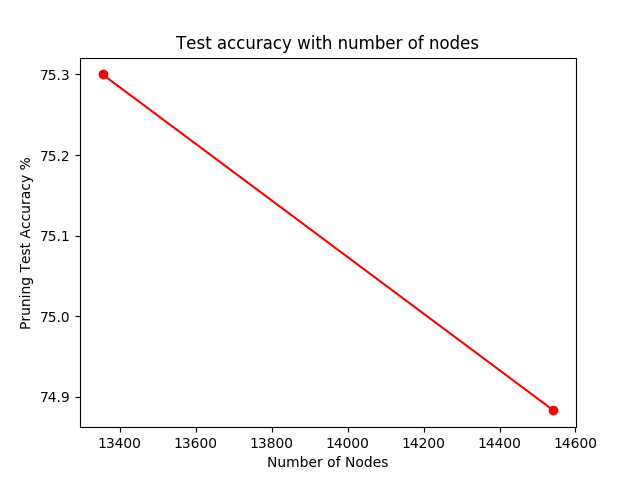 Test accuracy with number of nodes
75.3
75.2
75.1
75.0
74.9
Pruning Test Accuracy %
13400 13600 13800 14000 14200 14400 14600
Number of Nodes